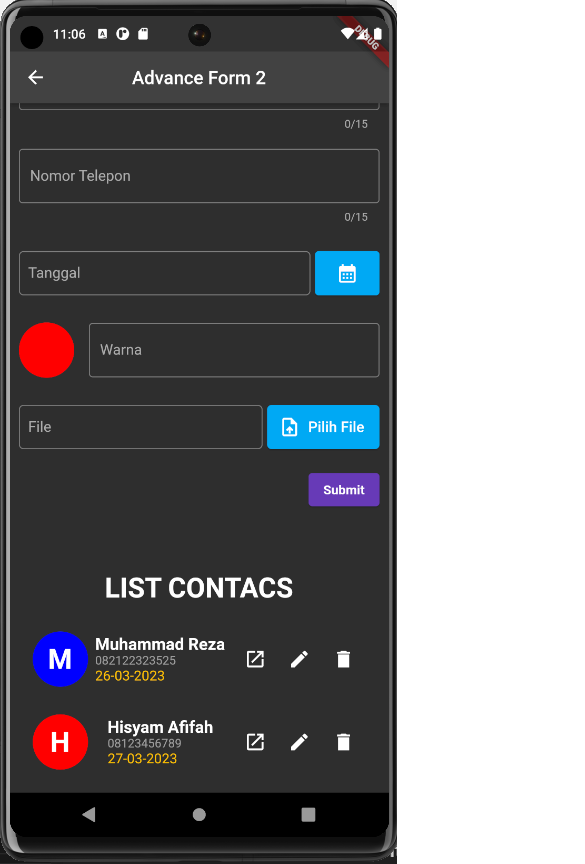 11:06
DEBUG
Advance Form 2
0/15
Nomor Telepon
0/15
Tanggal
Warna
File
Pilih File
Submit
LIST CONTACS
M
Muhammad Reza
082122323525
26-03-2023
H
Hisyam Afifah
08123456789
27-03-2023